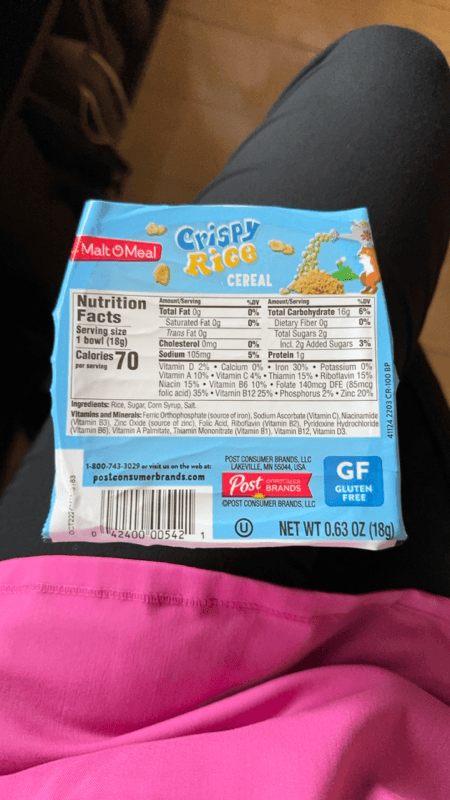 Malt O Meal
Crispy
Rice
CEREAL
Nutrition
Facts
Serving size
1 bowl (18g)
Calories 70
per serving
Amount/Serving %DV
Total Fat 0g 0%
Saturated Fat 0g 0%
Trans Fat 0g
Cholesterol 0mg 0%
Sodium 105mg 5%
Amount/Serving %DV
Total Carbohydrate 16g 6%
Dietary Fiber 0g 0%
Total Sugars 2g
Incl. 2g Added Sugars 3%
Protein 1g
Vitamin D 2% • Calcium 0% • Iron 30% • Potassium 0%
Vitamin A 10% • Vitamin C 4% • Thiamin 15% • Riboflavin 15%
Niacin 15% • Vitamin B6 10% • Folate 140mcg DFE (85mcg
folic acid) 35% • Vitamin B12 25% • Phosphorus 2% • Zinc 20%
Ingredients: Rice, Sugar, Corn Syrup, Salt.
Vitamins and Minerals: Ferric Orthophosphate (source of iron), Sodium Ascorbate (Vitamin C), Niacinamide
(Vitamin B3), Zinc Oxide (source of zinc), Folic Acid, Riboflavin (Vitamin B2), Pyridoxine Hydrochloride
(Vitamin B6), Vitamin A Palmitate, Thiamin Mononitrate (Vitamin B1), Vitamin B12, Vitamin D3.
41124 2203 CR-100 BP
1-800-743-3029 or visit us on the web at:
postconsumerbrands.com
POST CONSUMER BRANDS, LLC
LAKEVILLE, MN 55044, USA
Post CONSUMER BRANDS
©POST CONSUMER BRANDS, LLC
GF
GLUTEN
FREE
0 42400 00542 1
U
NET WT 0.63 OZ (18g)